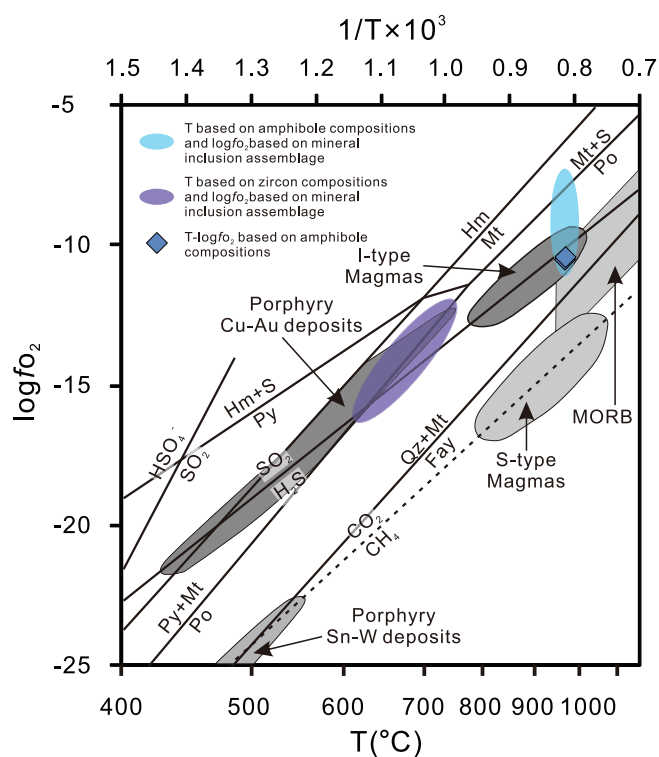 1/T×10³
1.5 1.4 1.3 1.2 1.1 1.0 0.9 0.8 0.7
-5
-10
-15
-20
-25
logfo₂
T based on amphibole compositions
and logfo₂ based on mineral
inclusion assemblage
T based on zircon compositions
and logfo₂ based on mineral
inclusion assemblage
T-logfo₂ based on amphibole
compositions
Hm
Mt
Mt+S
Po
I-type
Magmas
Porphyry
Cu-Au deposits
Hm+S
Py
HSO₄⁻
SO₂
SO₂
H₂S
Qz+Mt
Fay
MORB
S-type
Magmas
CO₂
CH₄
Py+Mt
Po
Porphyry
Sn-W deposits
400 500 600 700 800 900 1000
T(°C)